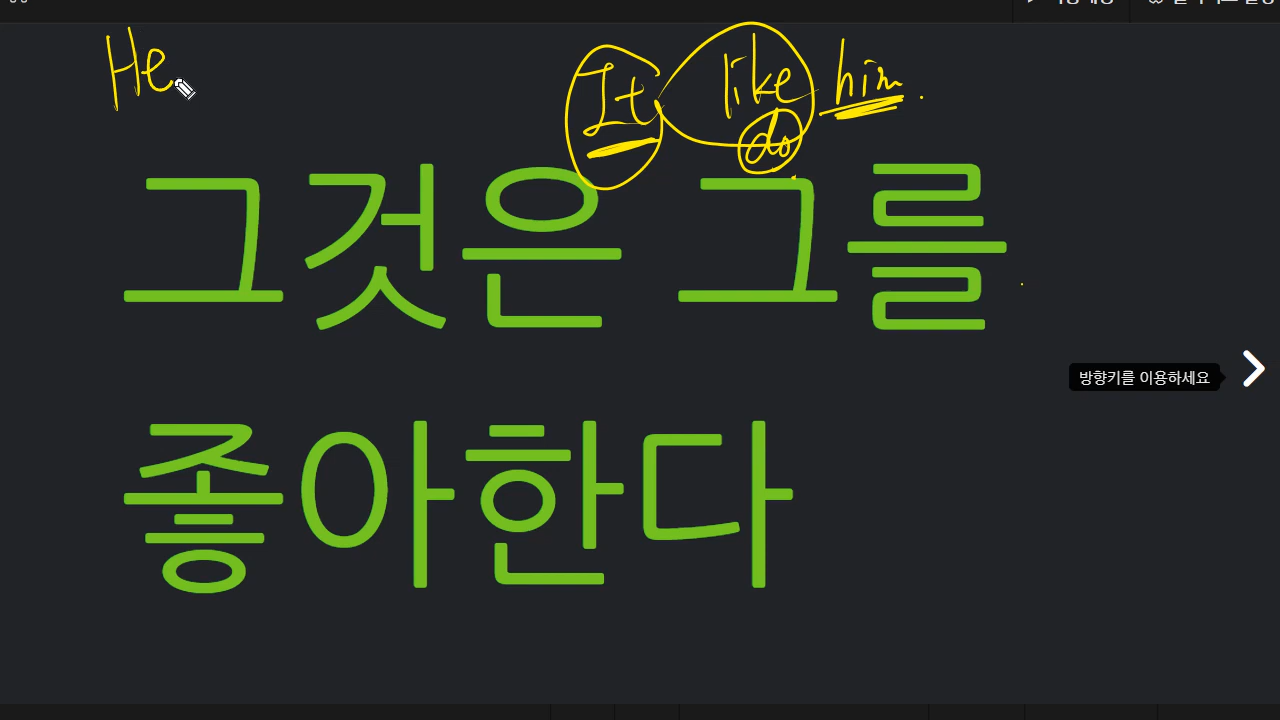 He
It like him.
do
그것은 그를
방향키를 이용하세요
좋아한다